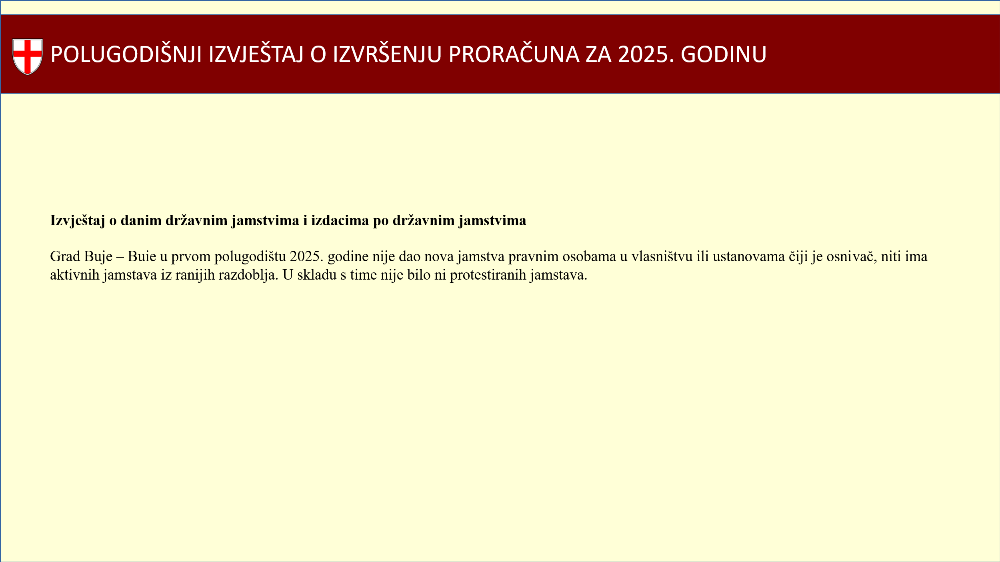 POLUGODIŠNJI IZVJEŠTAJ O IZVRŠENJU PRORAČUNA ZA 2025. GODINU
Izvještaj o danim državnim jamstvima i izdacima po državnim jamstvima
Grad Buje – Buie u prvom polugodištu 2025. godine nije dao nova jamstva pravnim osobama u vlasništvu ili ustanovama čiji je osnivač, niti ima
aktivnih jamstava iz ranijih razdoblja. U skladu s time nije bilo ni protestiranih jamstava.